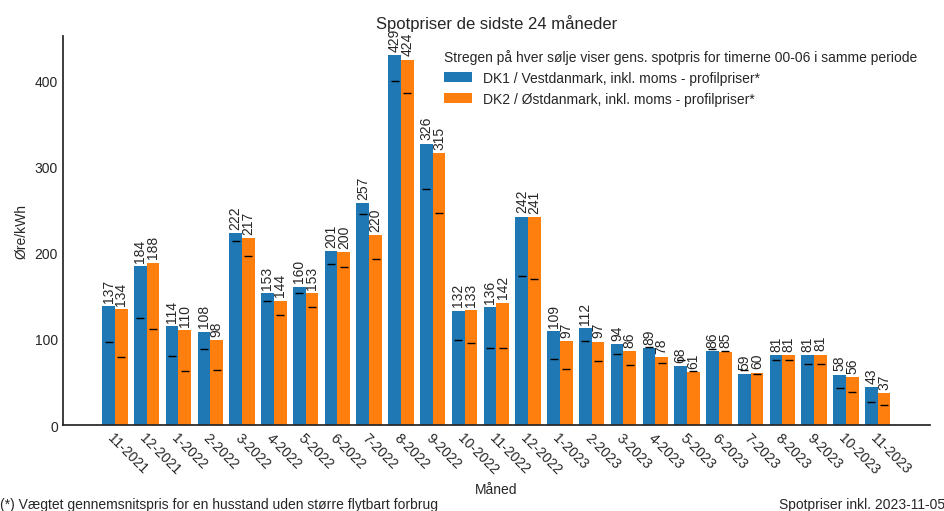 Spotpriser de sidste 24 måneder
Stregen på hver sølje viser gens. spotpris for timerne 00-06 i samme periode
DK1 / Vestdanmark, inkl. moms - profilpriser*
DK2 / Østdanmark, inkl. moms - profilpriser*
Øre/kWh
400
300
200
100
0
137 134 184 188 114 110 108 98 222 217 153 144 160 153 201 200 257 220 429 424 326 315 132 133 136 142 242 241 109 97 112 97 94 86 89 78 68 61 86 85 59 60 81 81 81 81 58 56 43 37
11-2021 12-2021 1-2022 2-2022 3-2022 4-2022 5-2022 6-2022 7-2022 8-2022 9-2022 10-2022 11-2022 12-2022 1-2023 2-2023 3-2023 4-2023 5-2023 6-2023 7-2023 8-2023 9-2023 10-2023 11-2023
Måned
(*) Vægtet gennemsnitspris for en husstand uden større flytbart forbrug
Spotpriser inkl. 2023-11-05